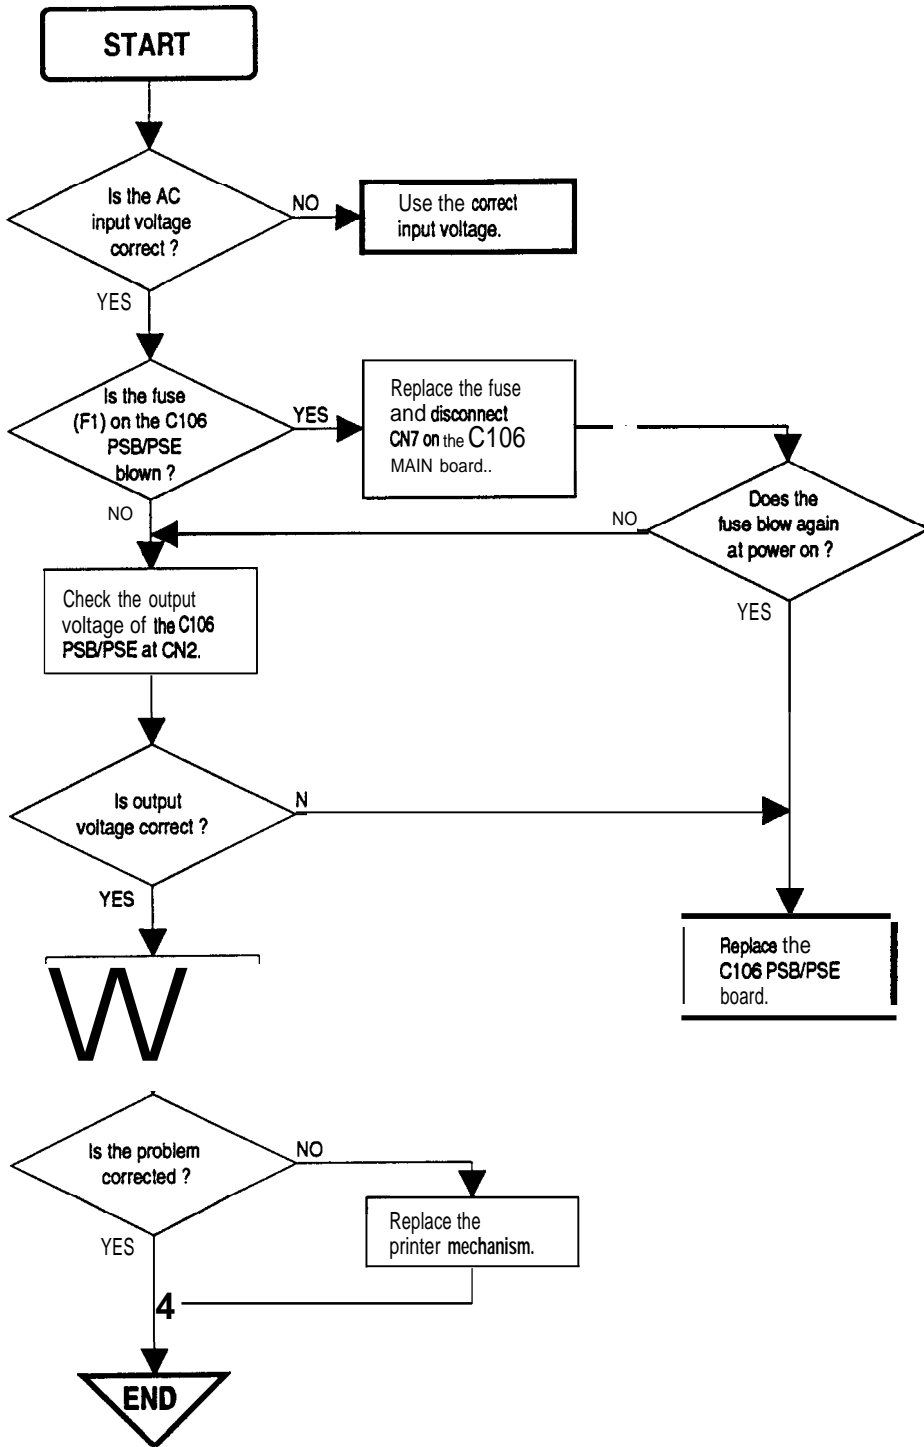 START
Is the AC
input voltage
correct ?
NO
Use the correct
input voltage.
YES
Is the fuse
(F1) on the C106
PSB/PSE
blown ?
YES
Replace the fuse
and disconnect
CN7 on the C106
MAIN board..
NO
Does the
fuse blow again
at power on ?
NO
YES
Check the output
voltage of the C106
PSB/PSE at CN2.
Is output
voltage correct ?
N
YES
Replace the
C106 PSB/PSE
board.
W
Is the problem
corrected ?
NO
Replace the
printer mechanism.
YES
4
END